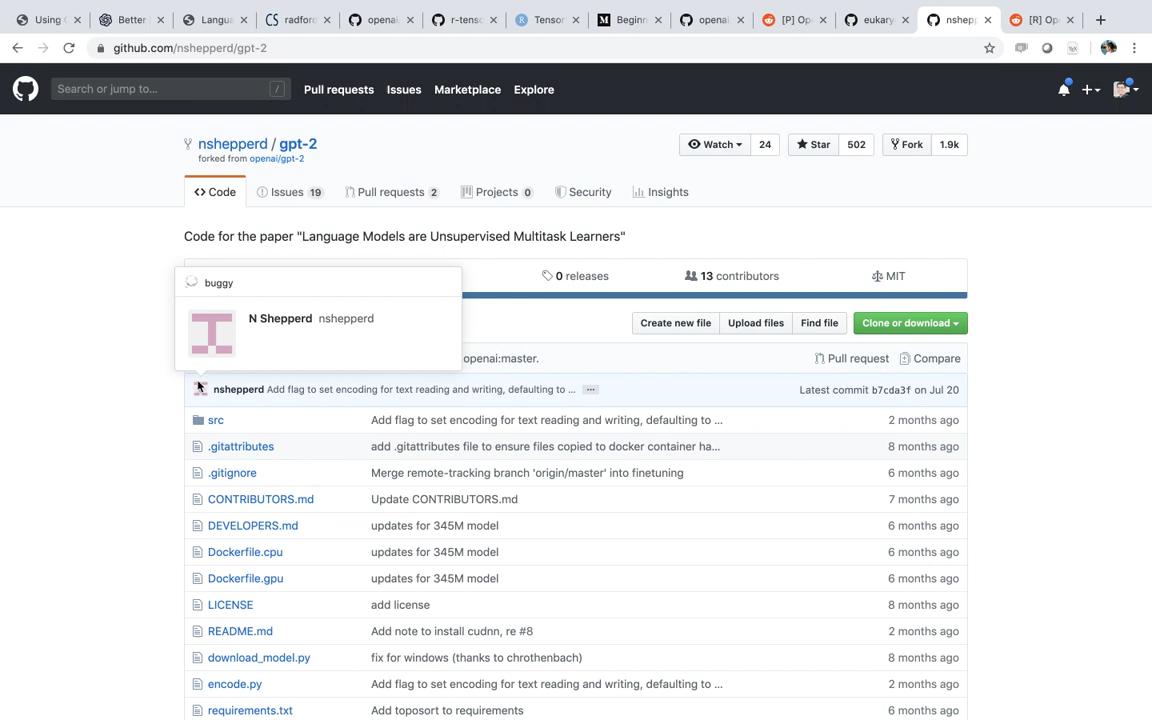 Using
Better
Langua
radfor
openai
r-tenso
Tensor
Beginn
openai
[P] Op
eukary
nshepp
[R] Op
github.com/nshepperd/gpt-2
Search or jump to... /
Pull requests Issues Marketplace Explore
nshepperd / gpt-2
forked from openai/gpt-2
Watch 24 Star 502 Fork 1.9k
Code Issues 19 Pull requests 2 Projects 0 Security Insights
Code for the paper "Language Models are Unsupervised Multitask Learners"
0 releases 13 contributors MIT
buggy
N Shepperd nshepperd
Create new file Upload files Find file Clone or download
openai:master. Pull request Compare
nshepperd Add flag to set encoding for text reading and writing, defaulting to ... Latest commit b7cda3f on Jul 20
src Add flag to set encoding for text reading and writing, defaulting to ... 2 months ago
.gitattributes add .gitattributes file to ensure files copied to docker container ha... 8 months ago
.gitignore Merge remote-tracking branch 'origin/master' into finetuning 6 months ago
CONTRIBUTORS.md Update CONTRIBUTORS.md 7 months ago
DEVELOPERS.md updates for 345M model 6 months ago
Dockerfile.cpu updates for 345M model 6 months ago
Dockerfile.gpu updates for 345M model 6 months ago
LICENSE add license 8 months ago
README.md Add note to install cudnn, re #8 2 months ago
download_model.py fix for windows (thanks to chrothenbach) 8 months ago
encode.py Add flag to set encoding for text reading and writing, defaulting to ... 2 months ago
requirements.txt Add toposort to requirements 6 months ago